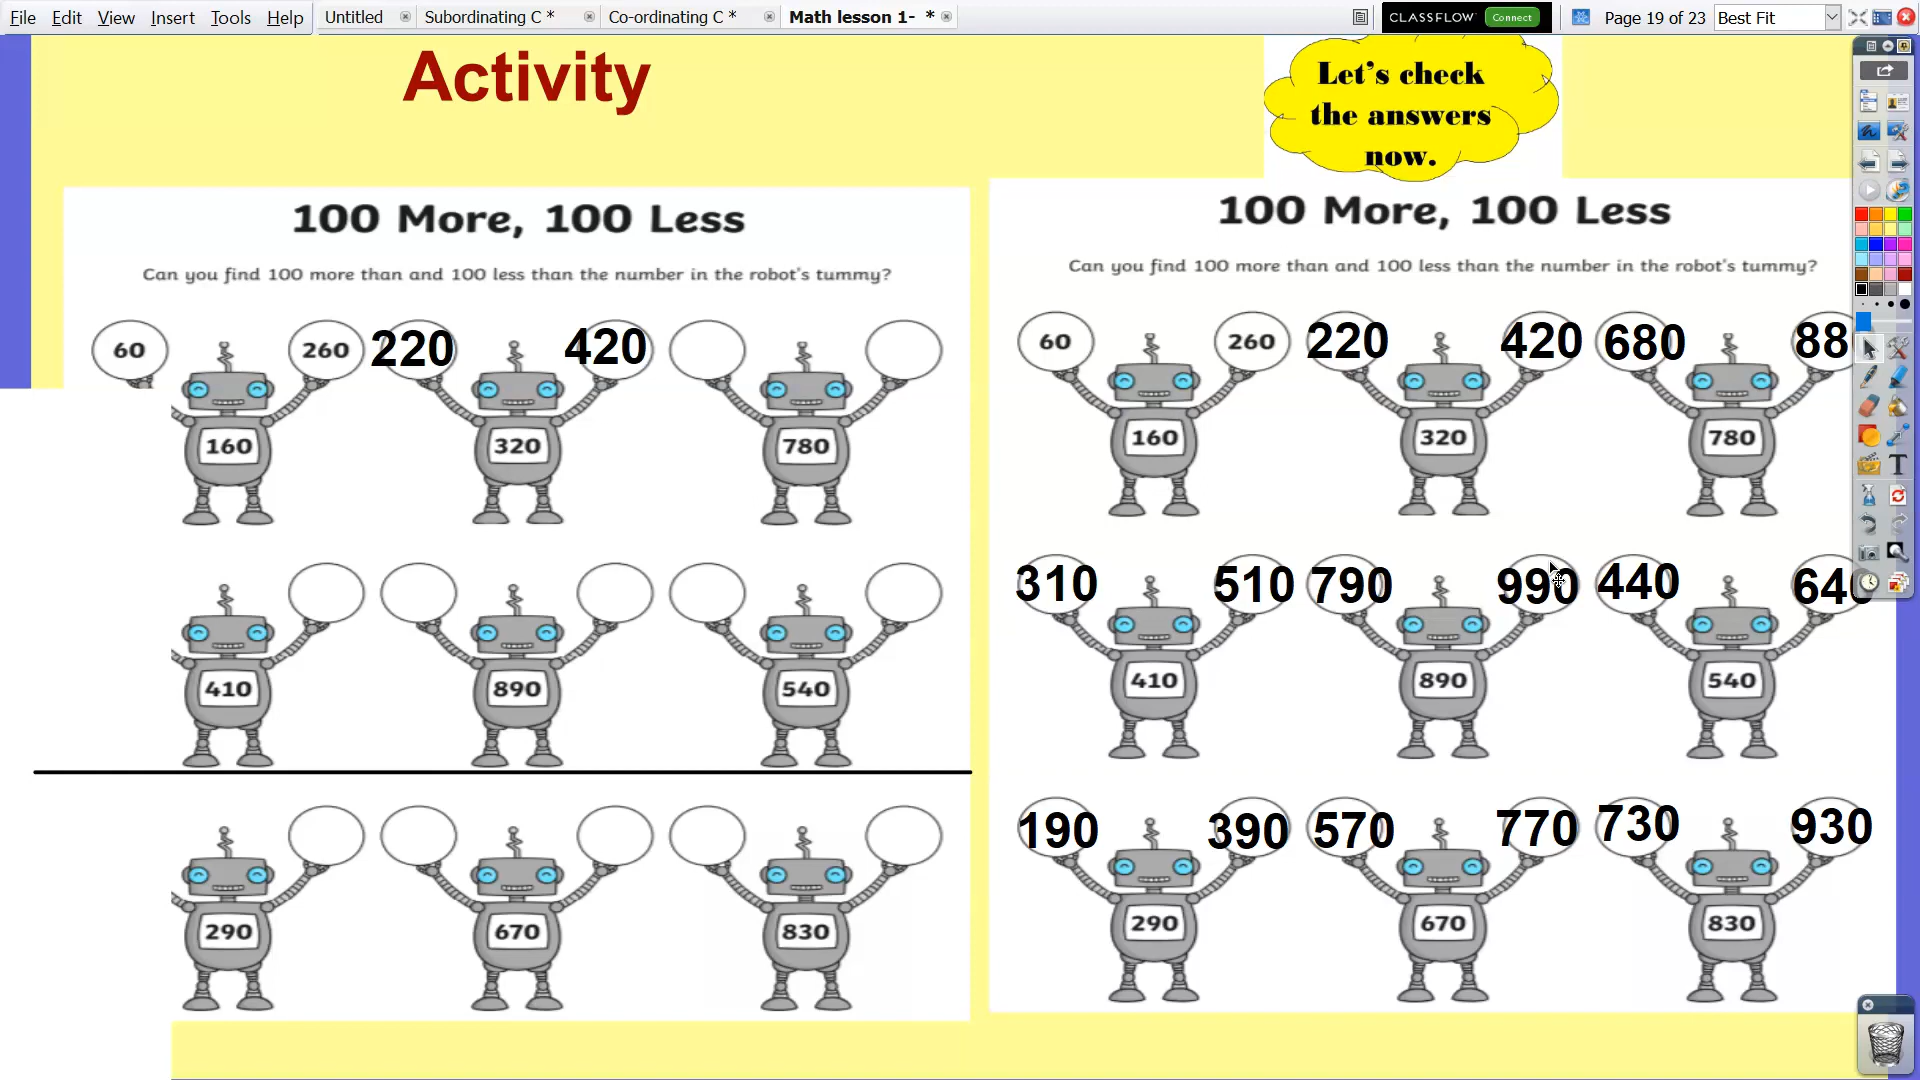 File Edit View Insert Tools Help Untitled Subordinating C * Co-ordinating C * Math lesson 1- * CLASSFLOW Connect Page 19 of 23 Best Fit
Activity
Let's check
the answers
now.
100 More, 100 Less
Can you find 100 more than and 100 less than the number in the robot's tummy?
60 260 220 420
160 320 780
410 890 540
290 670 830
100 More, 100 Less
Can you find 100 more than and 100 less than the number in the robot's tummy?
60 260 220 420 680 88
160 320 780
310 510 790 990 440 640
410 890 540
190 390 570 770 730 930
290 670 830